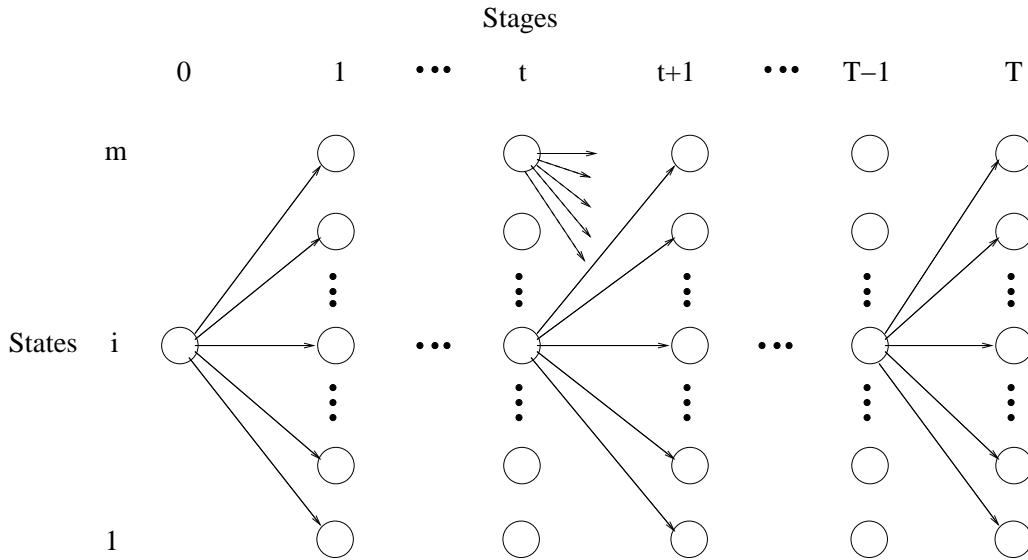 Stages
0 1 ••• t t+1 ••• T−1 T
m
States i ••• •••
1